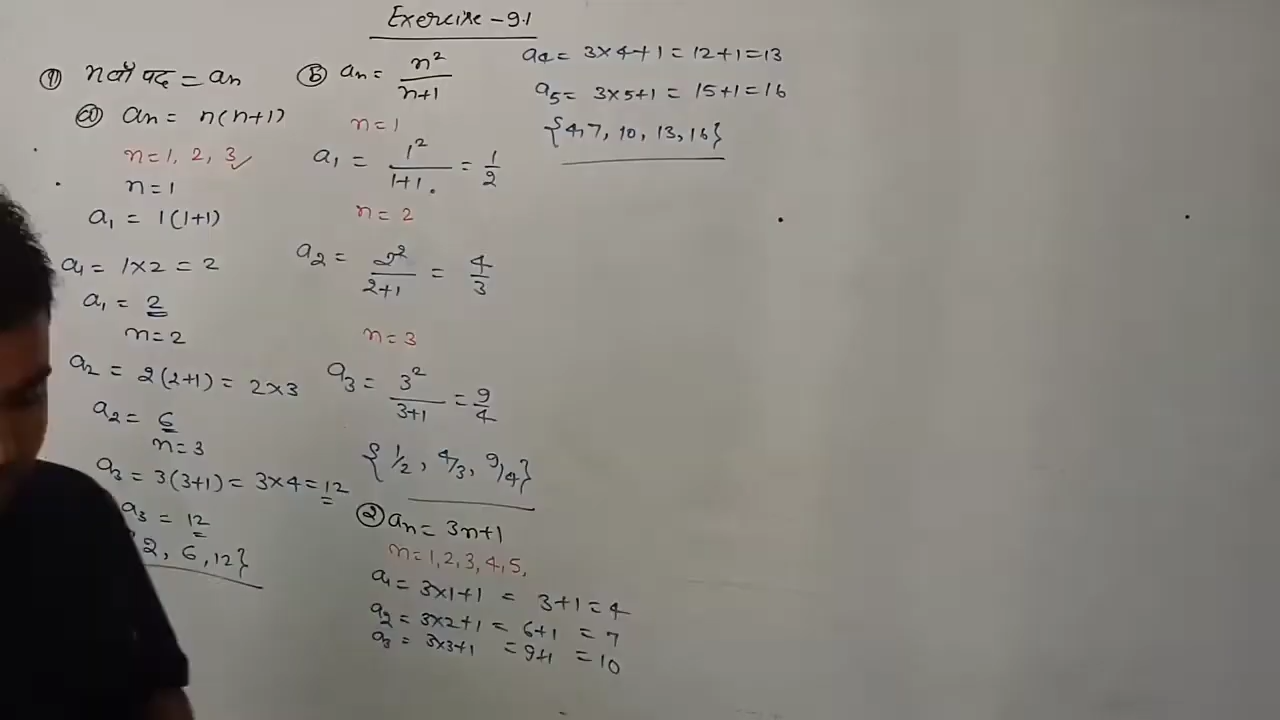 Exercise - 9.1
① nवाँ पद = an
ⓐ an = n(n+1)
n=1, 2, 3✓
n=1
a₁ = 1(1+1)
a₁ = 1×2 = 2
a₁ = 2
n=2
a₂ = 2(2+1) = 2×3
a₂ = 6
n=3
a₃ = 3(3+1) = 3×4 = 12
a₃ = 12
2, 6, 12}
ⓑ an = n²/n+1
n=1
a₁ = 1²/1+1 = 1/2
n=2
a₂ = 2²/2+1 = 4/3
n=3
a₃ = 3²/3+1 = 9/4
{1/2, 4/3, 9/4}
② an = 3n+1
n=1,2,3,4,5,
a₁ = 3×1+1 = 3+1 = 4
a₂ = 3×2+1 = 6+1 = 7
a₃ = 3×3+1 = 9+1 = 10
a₄ = 3×4+1 = 12+1 = 13
a₅ = 3×5+1 = 15+1 = 16
{4,7, 10, 13, 16}